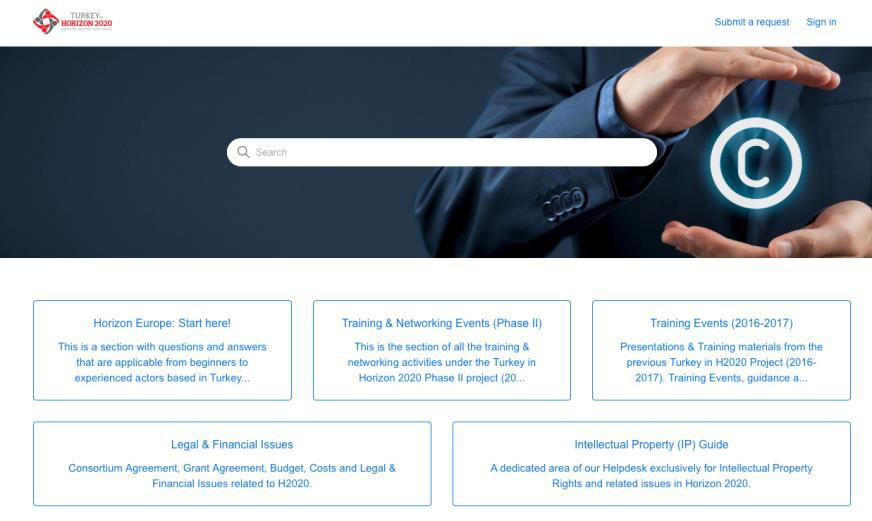 TURKEY IN
HORIZON 2020
Submit a request Sign in
Search
©
Horizon Europe: Start here!
This is a section with questions and answers
that are applicable from beginners to
experienced actors based in Turkey...
Training & Networking Events (Phase II)
This is the section of all the training &
networking activities under the Turkey in
Horizon 2020 Phase II project (20...
Training Events (2016-2017)
Presentations & Training materials from the
previous Turkey in H2020 Project (2016-
2017). Training Events, guidance a...
Legal & Financial Issues
Consortium Agreement, Grant Agreement, Budget, Costs and Legal &
Financial Issues related to H2020.
Intellectual Property (IP) Guide
A dedicated area of our Helpdesk exclusively for Intellectual Property
Rights and related issues in Horizon 2020.